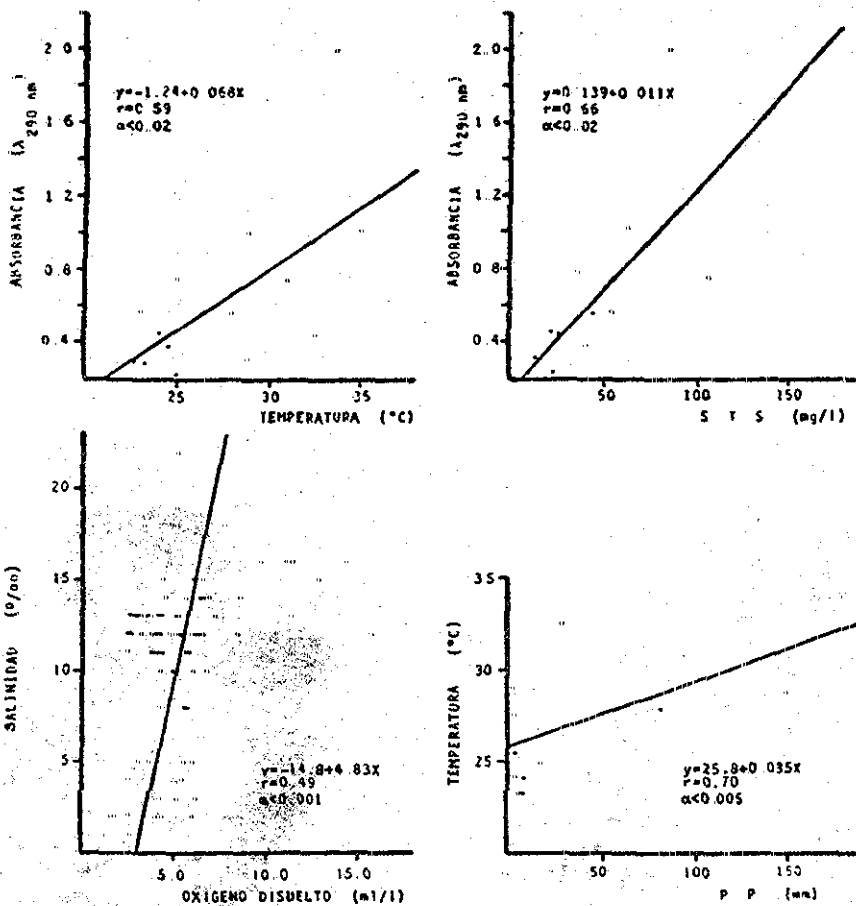 ABSORBANCIA (λ290 nm)
2.0
1.6
1.2
0.8
0.4
y=-1.24+0.068X
r=0.59
α<0.02
25
30
35
TEMPERATURA (°C)
ABSORBANCIA (λ290 nm)
2.0
1.6
1.2
0.8
0.4
y=0.139+0.011X
r=0.66
α<0.02
50
100
150
S T S (mg/l)
SALINIDAD (º/oo)
20
15
10
5
y=-14.8+4.83X
r=0.49
α<0.001
5.0
10.0
15.0
OXIGENO DISUELTO (ml/l)
TEMPERATURA (°C)
35
30
25
y=25.8+0.035X
r=0.70
α<0.005
50
100
150
P P (mm)